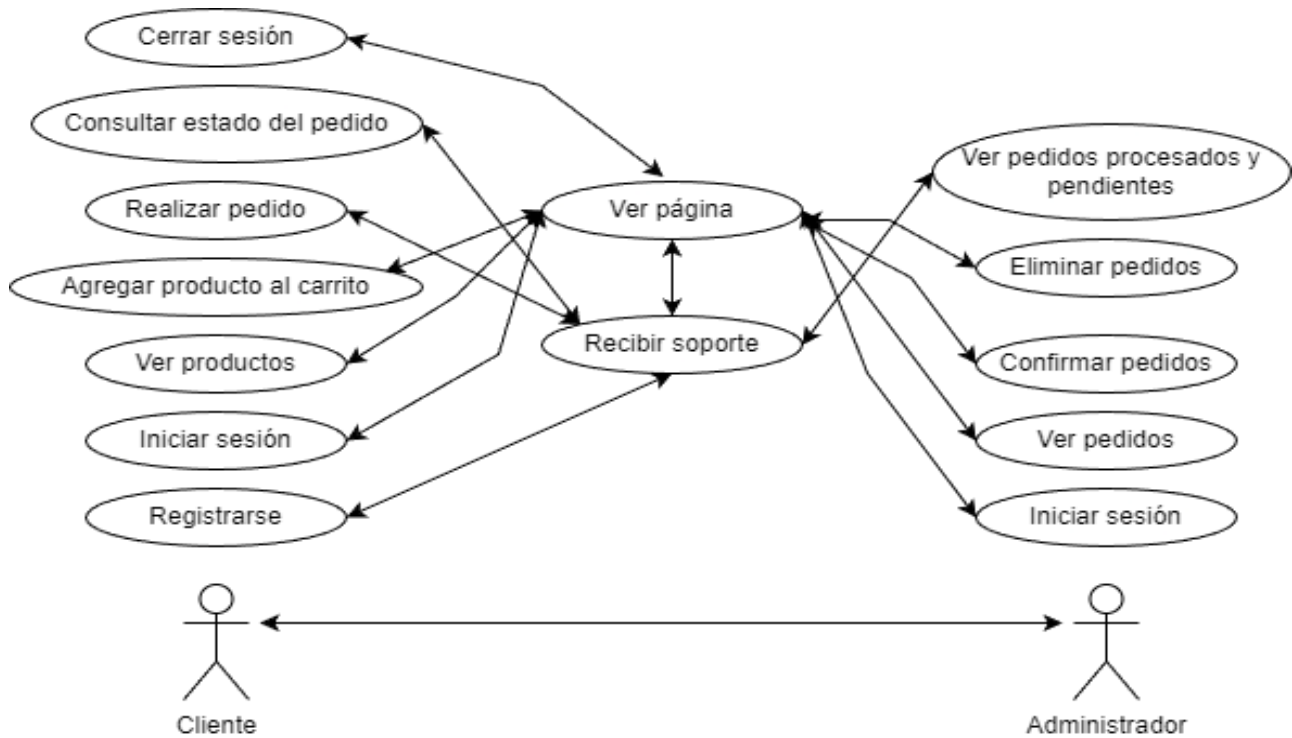 Cerrar sesión
Consultar estado del pedido
Realizar pedido
Agregar producto al carrito
Ver productos
Iniciar sesión
Registrarse
Ver página
Recibir soporte
Ver pedidos procesados y
pendientes
Eliminar pedidos
Confirmar pedidos
Ver pedidos
Iniciar sesión
Cliente
Administrador